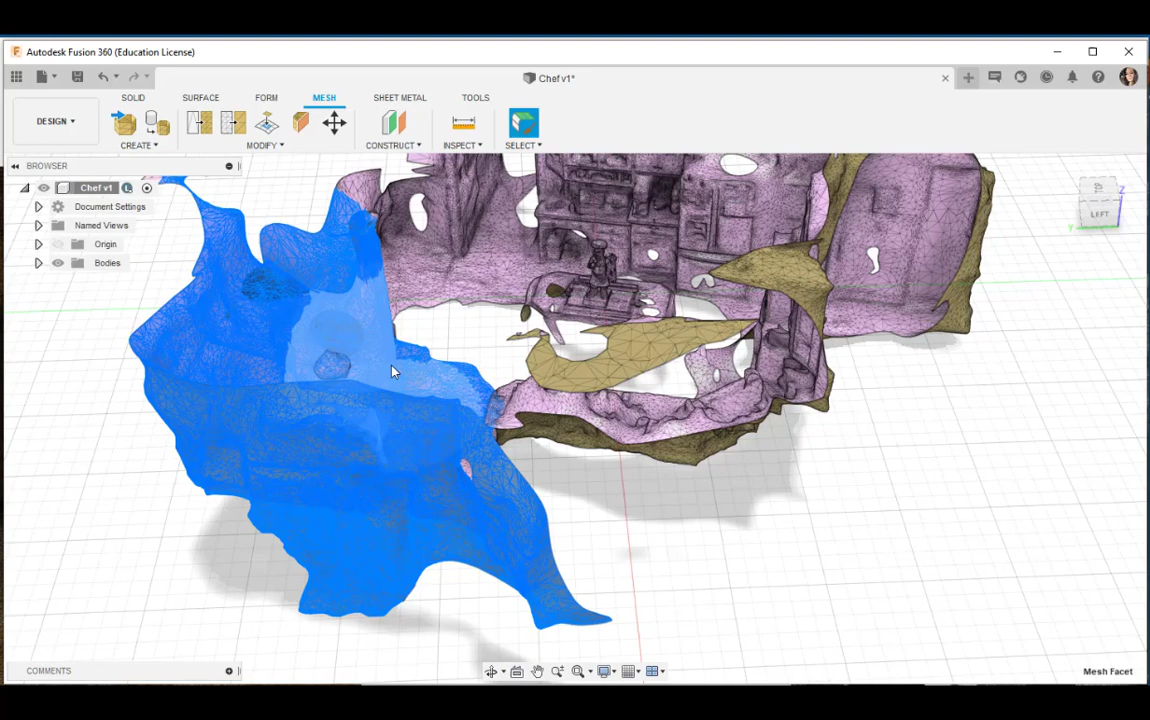 Autodesk Fusion 360 (Education License)
Chef v1*
SOLID SURFACE FORM MESH SHEET METAL TOOLS
DESIGN
CREATE MODIFY CONSTRUCT INSPECT SELECT
BROWSER
Chef v1
Document Settings
Named Views
Origin
Bodies
Z
LEFT
Y
COMMENTS
Mesh Facet